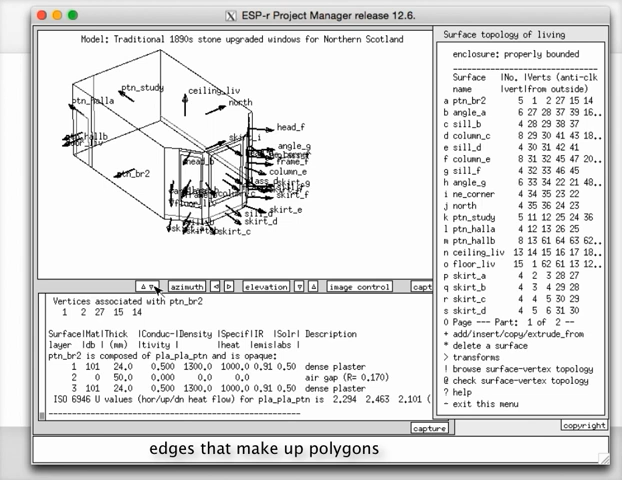 ESP-r Project Manager release 12.6.
Model: Traditional 1890s stone upgraded windows for Northern Scotland
ptn_study
ceiling_liv
north
ptn_halla
skirt_i
head_f
ptn_hallb
angle_g
head_b
frame_f
column_e
ptn_br2
skirt_g
skirt_f
skirt_e
sill_d
skirt_d
skirt_c
azimuth
elevation
image control
capt
Vertices associated with ptn_br2
1 2 27 15 14
Surface|Mat|Thick |Conduc-|Density |Specif|IR |Solr| Description
layer |db | (mm) |tivity | |heat |emis|abs |
ptn_br2 is composed of pla_pla_ptn and is opaque:
1 101 24.0 0.500 1300.0 1000.0 0.91 0.50 dense plaster
2 0 50.0 0.000 0.0 0.0 air gap (R= 0.170)
3 101 24.0 0.500 1300.0 1000.0 0.91 0.50 dense plaster
ISO 6946 U values (hor/up/dn heat flow) for pla_pla_ptn is 2.294 2.463 2.101 (
capture
Surface topology of living
enclosure: properly bounded
Surface |No. |Verts (anti-clk
name |vert|from outside)
a ptn_br2 5 1 2 27 15 14
b angle_a 6 27 28 37 39 16..
c sill_b 4 28 29 38 37
d column_c 8 29 30 41 43 18..
e sill_d 4 30 31 42 41
f column_e 8 31 32 45 47 20..
g sill_f 4 32 33 46 45
h angle_g 6 33 34 22 21 48..
i ne_corner 4 34 35 23 22
j north 4 35 36 24 23
k ptn_study 5 11 12 25 24 36
l ptn_halla 4 12 13 26 25
m ptn_hallb 8 13 61 64 63 62..
n ceiling_liv 13 14 15 16 17 18..
o floor_liv 15 1 62 61 13 12..
p skirt_a 4 2 3 28 27
q skirt_b 4 3 4 29 28
r skirt_c 4 4 5 30 29
s skirt_d 4 5 6 31 30
0 Page --- Part: 1 of 2 --
+ add/insert/copy/extrude_from
* delete a surface
> transforms
! browse surface-vertex topology
@ check surface-vertex topology
? help
- exit this menu
copyright
edges that make up polygons